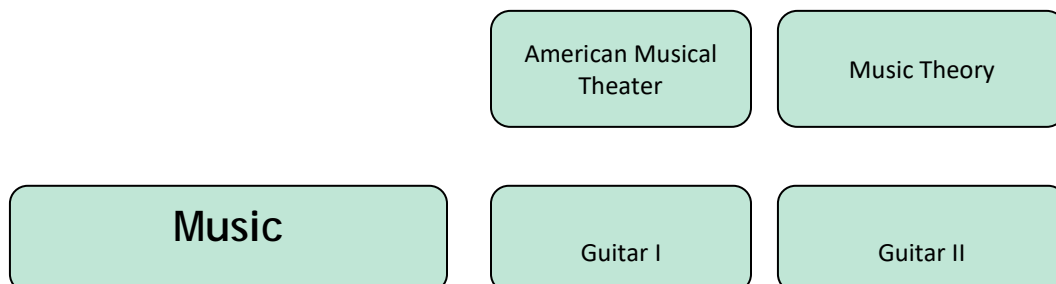 American Musical
Theater
Music Theory
Music
Guitar I
Guitar II